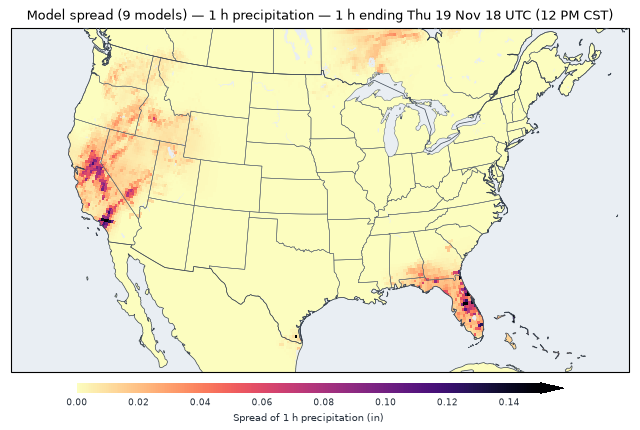 Model spread (9 models) — 1 h precipitation — 1 h ending Thu 19 Nov 18 UTC (12 PM CST)
0.00 0.02 0.04 0.06 0.08 0.10 0.12 0.14
Spread of 1 h precipitation (in)